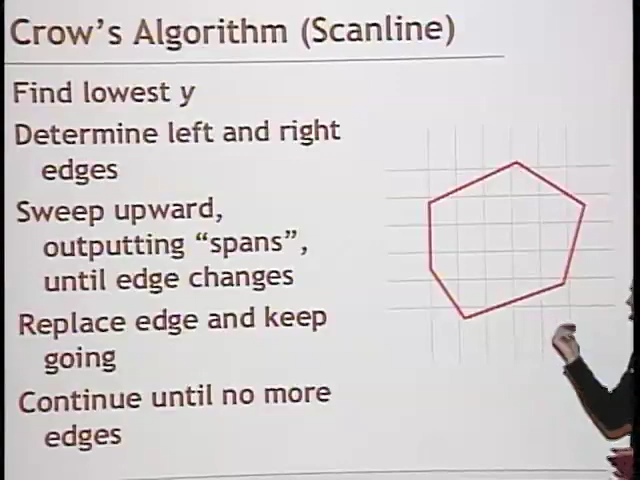 Crow's Algorithm (Scanline)
Find lowest y
Determine left and right
edges
Sweep upward,
outputting “spans”,
until edge changes
Replace edge and keep
going
Continue until no more
edges